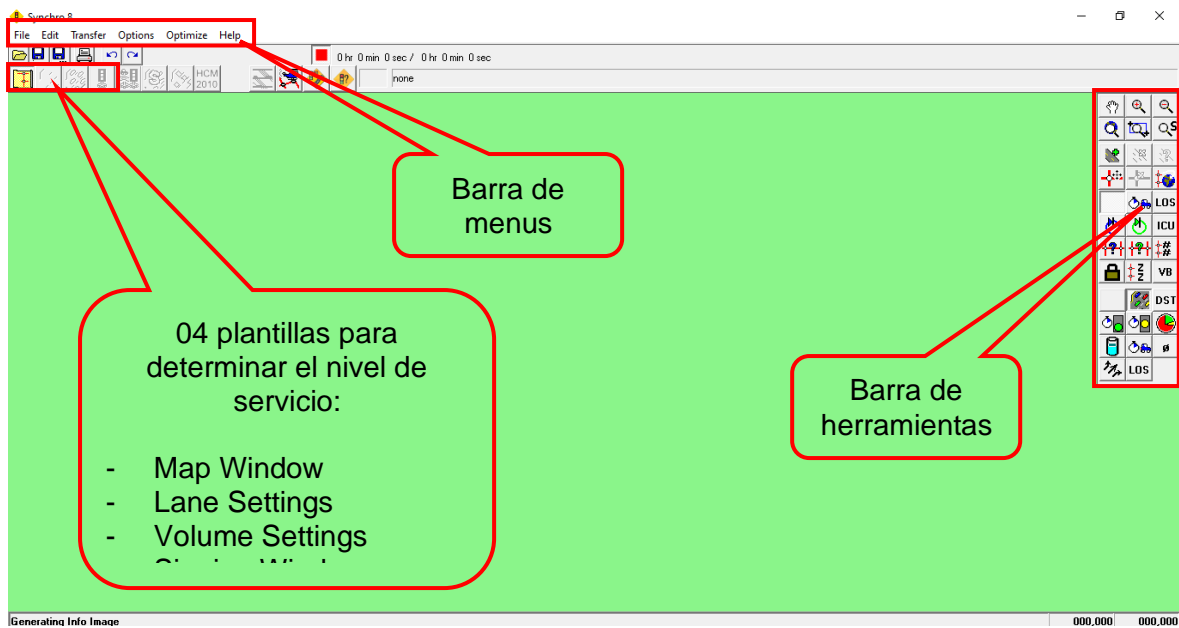 Synchro 8
File Edit Transfer Options Optimize Help
0 hr 0 min 0 sec / 0 hr 0 min 0 sec
HCM
2010
none
Barra de
menus
S
LOS
ICU
#
#
Z
Z
VB
DST
ø
LOS
04 plantillas para
determinar el nivel de
servicio:
- Map Window
- Lane Settings
- Volume Settings
Barra de
herramientas
Generating Info Image
000,000 000,000